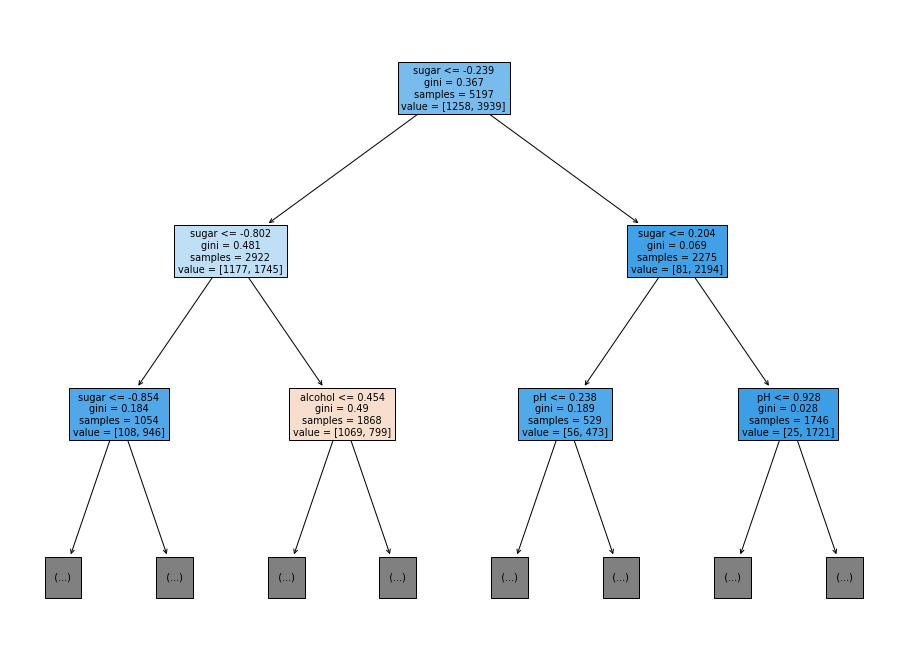 sugar <= -0.239
gini = 0.367
samples = 5197
value = [1258, 3939]
sugar <= -0.802
gini = 0.481
samples = 2922
value = [1177, 1745]
sugar <= 0.204
gini = 0.069
samples = 2275
value = [81, 2194]
sugar <= -0.854
gini = 0.184
samples = 1054
value = [108, 946]
alcohol <= 0.454
gini = 0.49
samples = 1868
value = [1069, 799]
pH <= 0.238
gini = 0.189
samples = 529
value = [56, 473]
pH <= 0.928
gini = 0.028
samples = 1746
value = [25, 1721]
(...)
(...)
(...)
(...)
(...)
(...)
(...)
(...)